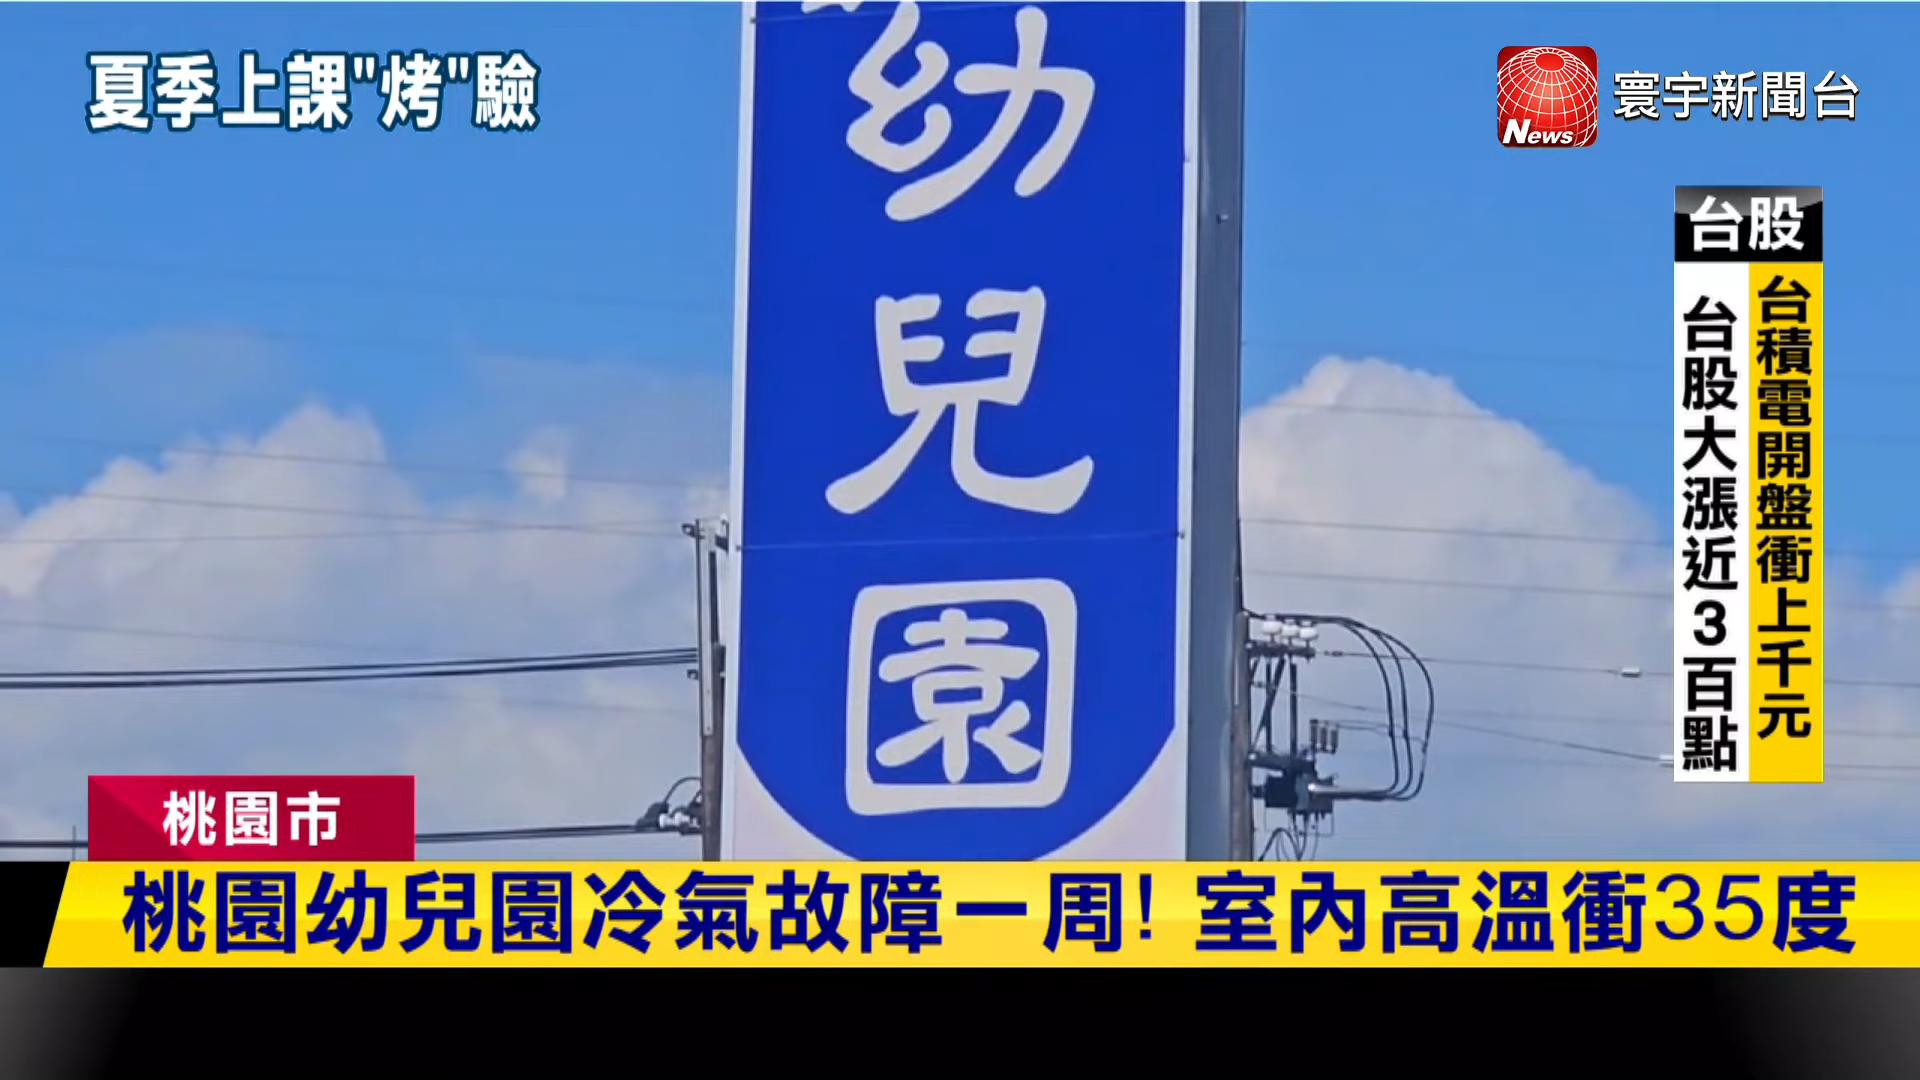 夏季上課"烤"驗
News
寰宇新聞台
台股
台積電開盤衝上千元
台股大漲近3百點
幼兒園
桃園市
桃園幼兒園冷氣故障一周! 室內高溫衝35度